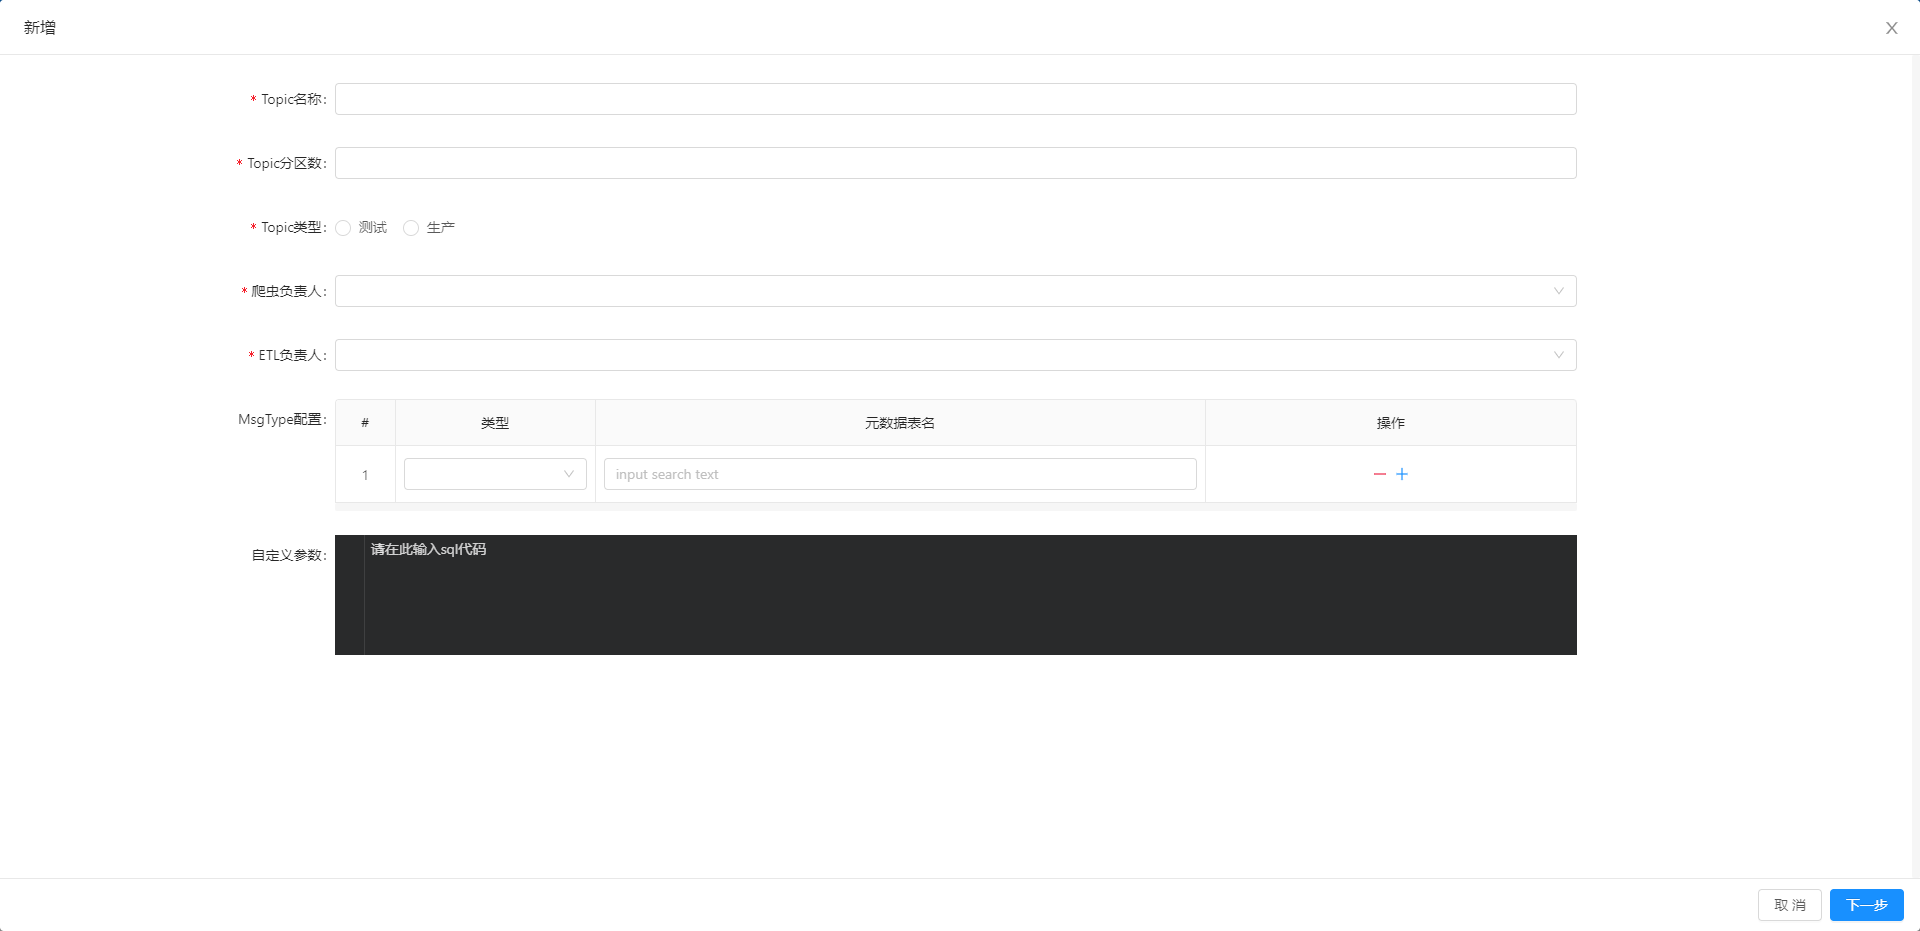 新增
* Topic名称:
* Topic分区数:
* Topic类型: 测试 生产
* 爬虫负责人:
* ETL负责人:
MsgType配置: # 类型 元数据表名 操作
1 input search text
自定义参数: 请在此输入sql代码
取 消 下一步